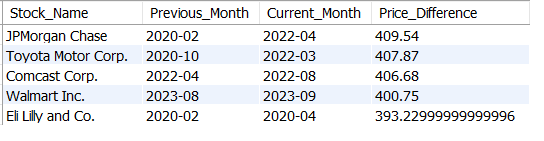 Stock_Name Previous_Month Current_Month Price_Difference
JPMorgan Chase 2020-02 2022-04 409.54
Toyota Motor Corp. 2020-10 2022-03 407.87
Comcast Corp. 2022-04 2022-08 406.68
Walmart Inc. 2023-08 2023-09 400.75
Eli Lilly and Co. 2020-02 2020-04 393.22999999999996